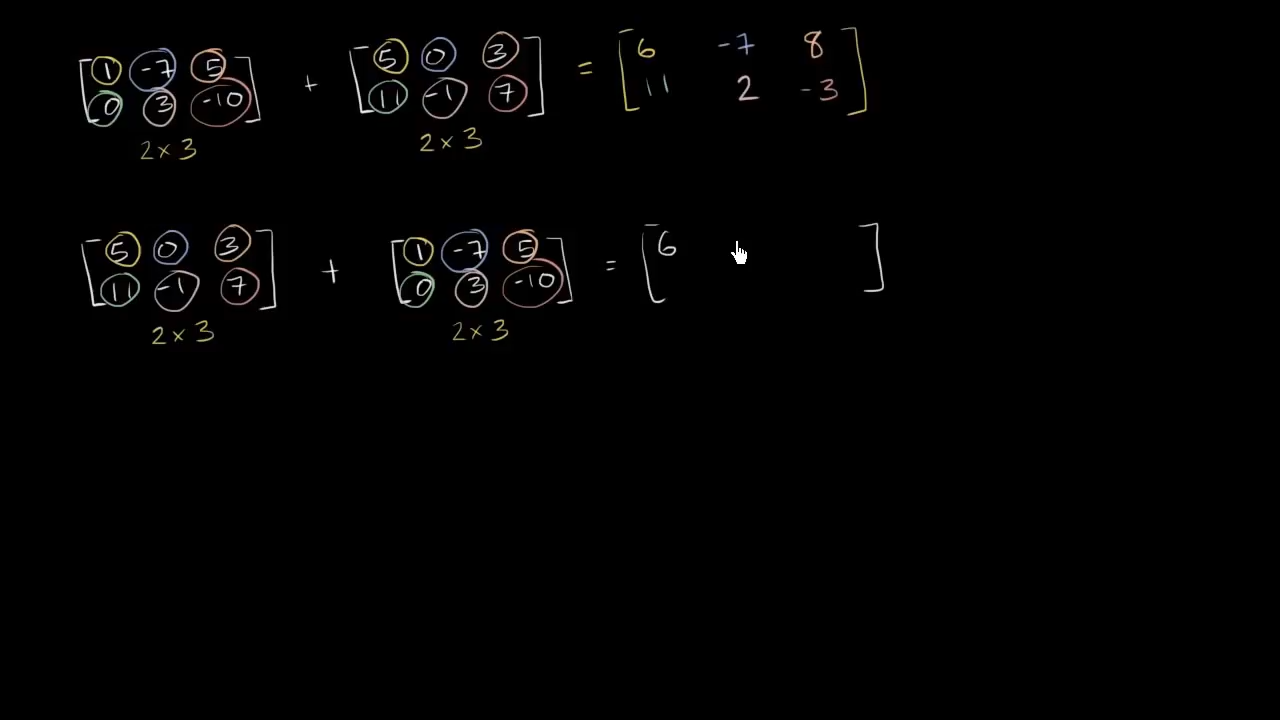 [1 -7 5] + [5 0 3] = [6 -7 8]
[0 3 -10] [11 -1 7] [11 2 -3]
2 × 3 2 × 3
[5 0 3] + [1 -7 5] = [6 ]
[11 -1 7] [0 3 -10]
2 × 3 2 × 3